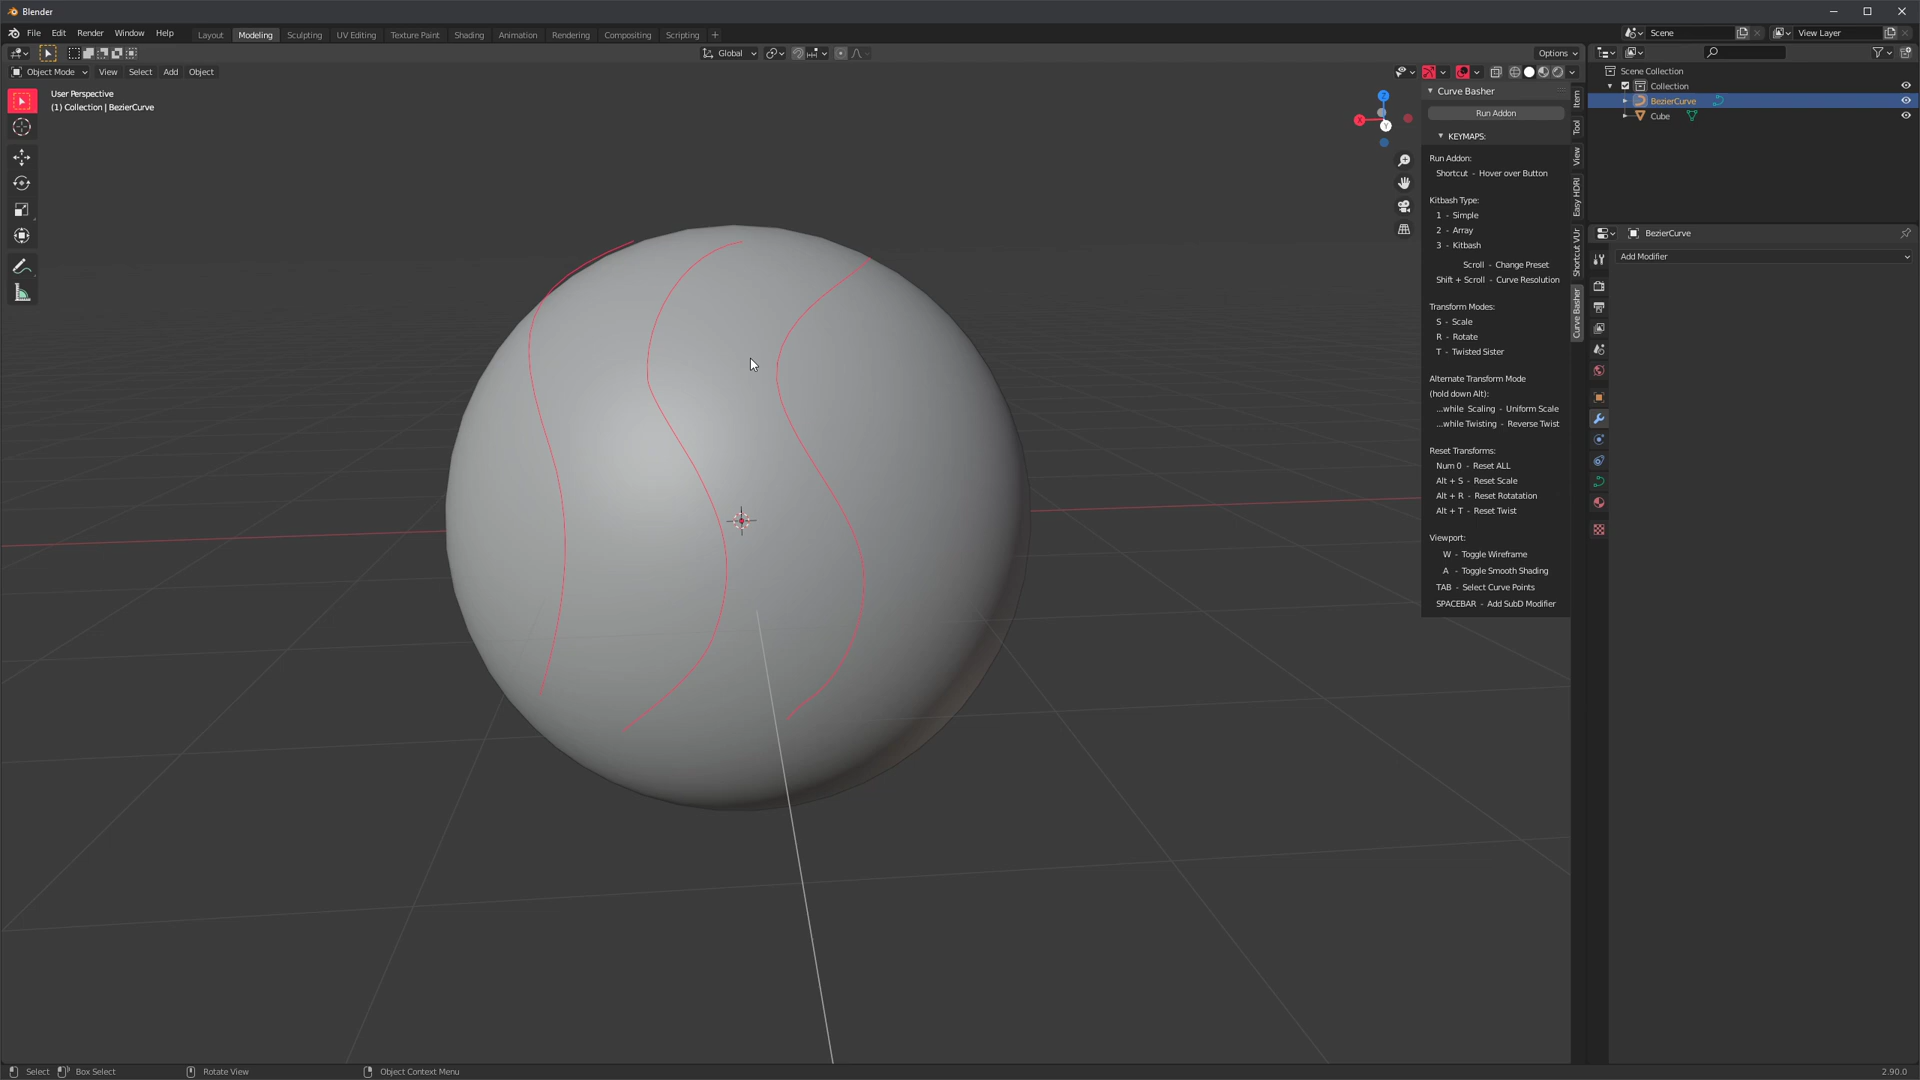 Blender
File Edit Render Window Help
Layout Modeling Sculpting UV Editing Texture Paint Shading Animation Rendering Compositing Scripting +
Scene
View Layer
Global
Options
Object Mode View Select Add Object
User Perspective
(1) Collection | BezierCurve
Z
X
Y
Curve Basher
Run Addon
KEYMAPS:
Run Addon:
Shortcut - Hover over Button
Kitbash Type:
1 - Simple
2 - Array
3 - Kitbash
Scroll - Change Preset
Shift + Scroll - Curve Resolution
Transform Modes:
S - Scale
R - Rotate
T - Twisted Sister
Alternate Transform Mode
(hold down Alt):
...while Scaling - Uniform Scale
...while Twisting - Reverse Twist
Reset Transforms:
Num 0 - Reset ALL
Alt + S - Reset Scale
Alt + R - Reset Rotatation
Alt + T - Reset Twist
Viewport:
W - Toggle Wireframe
A - Toggle Smooth Shading
TAB - Select Curve Points
SPACEBAR - Add SubD Modifier
Item
Tool
View
Easy HDRI
Shortcut VUr
Curve Basher
Scene Collection
Collection
BezierCurve
Cube
BezierCurve
Add Modifier
Select Box Select Rotate View Object Context Menu
2.90.0